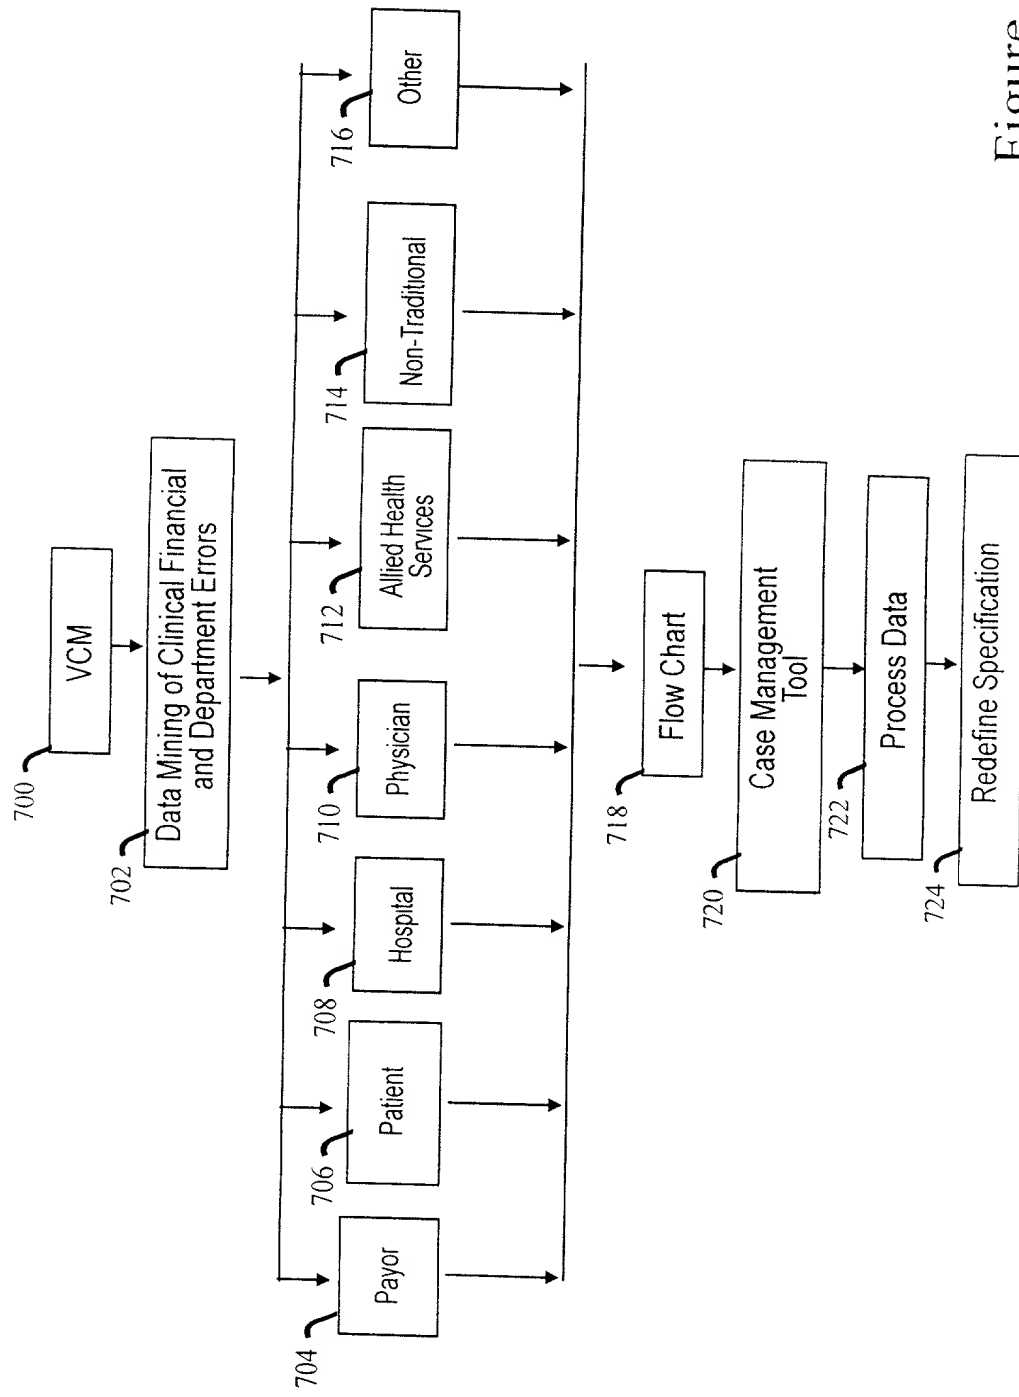 700
VCM
702
Data Mining of Clinical Financial
and Department Errors
704
Payor
706
Patient
708
Hospital
710
Physician
712
Allied Health
Services
714
Non-Traditional
716
Other
718
Flow Chart
720
Case Management
Tool
722
Process Data
724
Redefine Specification
Figure